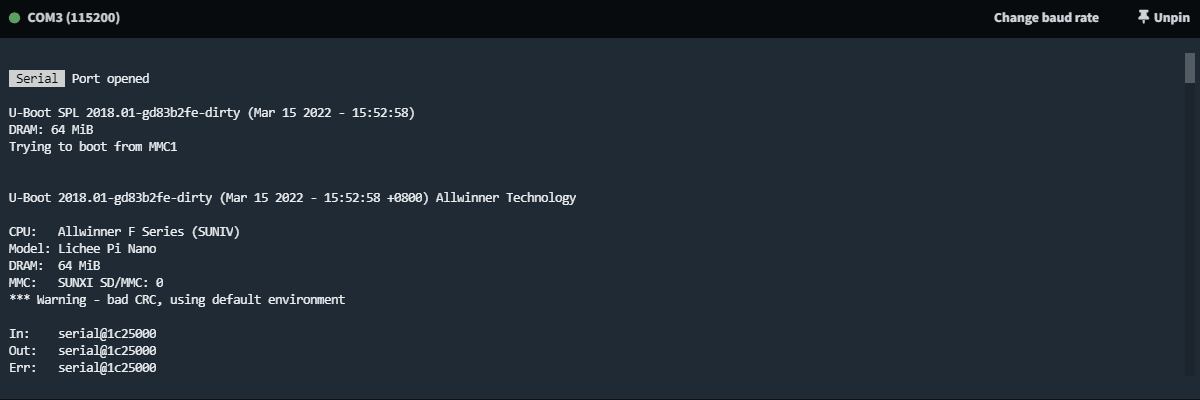 COM3 (115200)
Change baud rate
Unpin
Serial Port opened
U-Boot SPL 2018.01-gd83b2fe-dirty (Mar 15 2022 - 15:52:58)
DRAM: 64 MiB
Trying to boot from MMC1
U-Boot 2018.01-gd83b2fe-dirty (Mar 15 2022 - 15:52:58 +0800) Allwinner Technology
CPU:   Allwinner F Series (SUNIV)
Model: Lichee Pi Nano
DRAM:  64 MiB
MMC:   SUNXI SD/MMC: 0
*** Warning - bad CRC, using default environment
In:    serial@1c25000
Out:   serial@1c25000
Err:   serial@1c25000